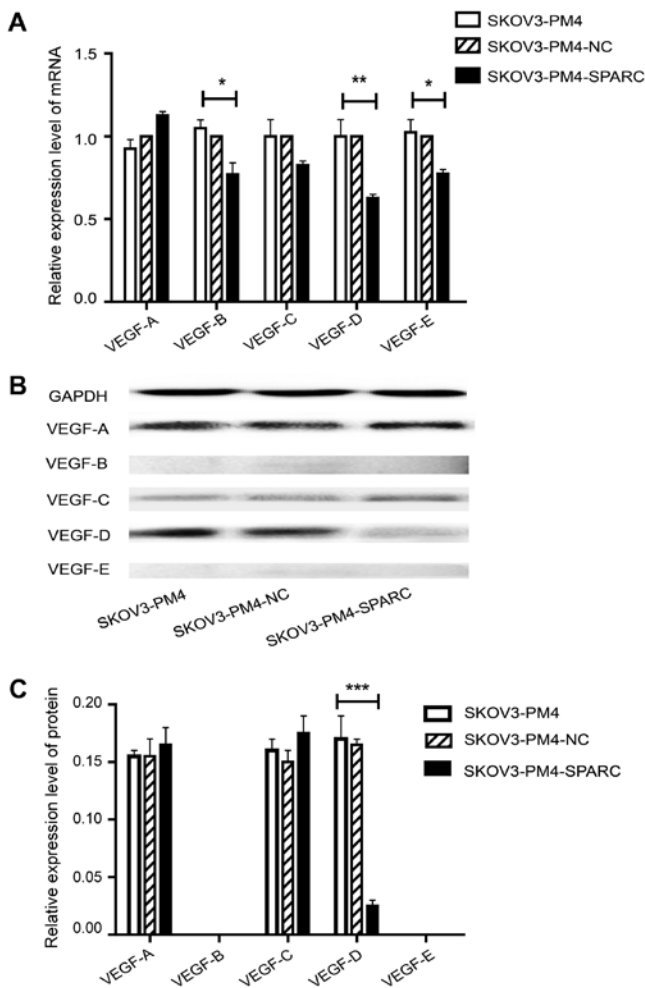 A
SKOV3-PM4
SKOV3-PM4-NC
SKOV3-PM4-SPARC
Relative expression level of mRNA
1.5
1.0
0.5
0.0
*
**
*
VEGF-A
VEGF-B
VEGF-C
VEGF-D
VEGF-E
B
GAPDH
VEGF-A
VEGF-B
VEGF-C
VEGF-D
VEGF-E
SKOV3-PM4
SKOV3-PM4-NC
SKOV3-PM4-SPARC
C
Relative expression level of protein
0.20
0.15
0.10
0.05
0.00
***
SKOV3-PM4
SKOV3-PM4-NC
SKOV3-PM4-SPARC
VEGF-A
VEGF-B
VEGF-C
VEGF-D
VEGF-E